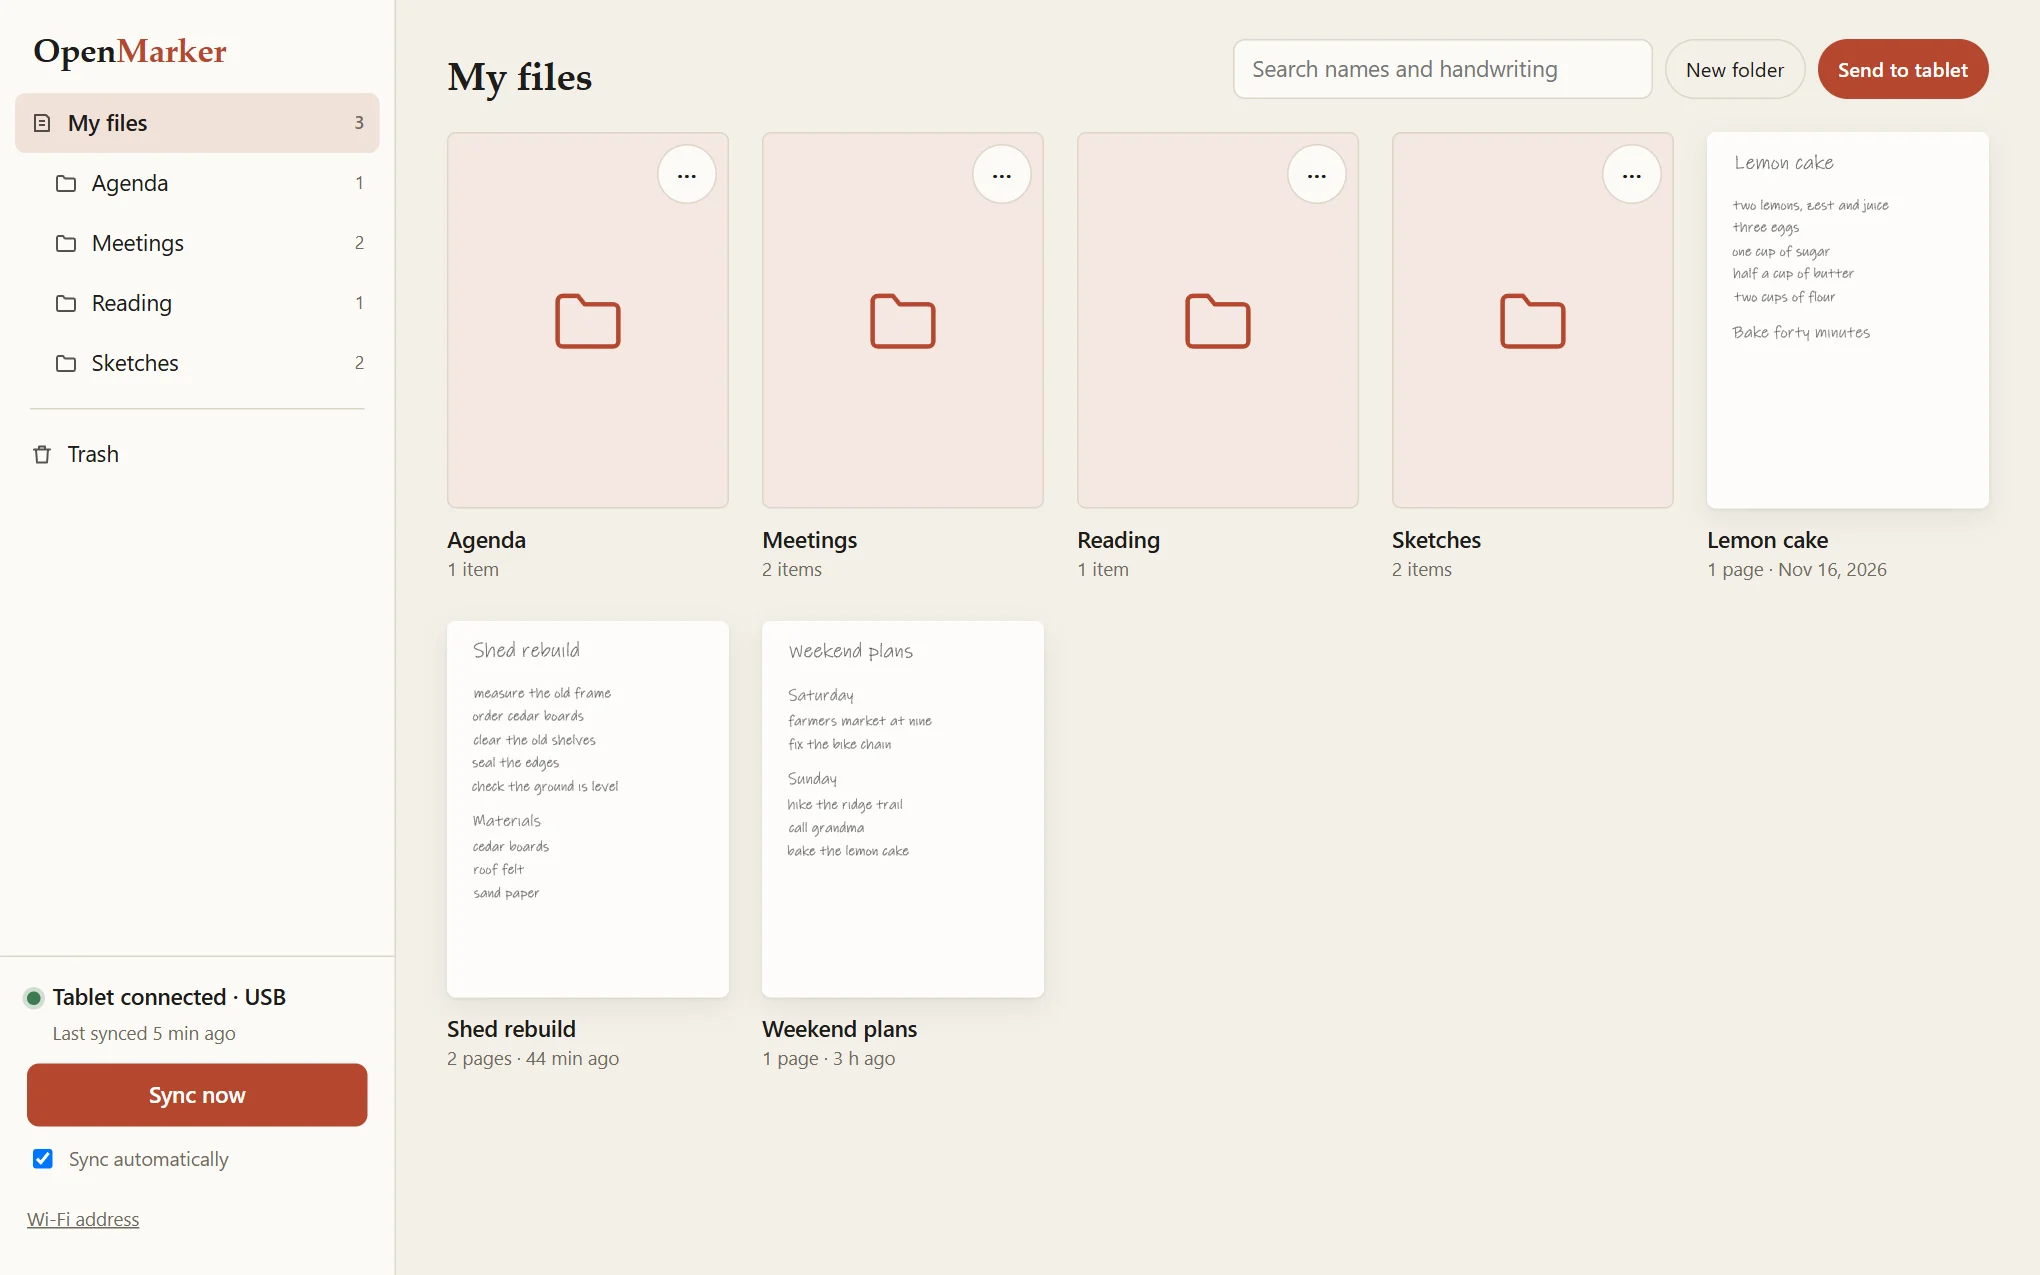 OpenMarker
My files 3
Agenda 1
Meetings 2
Reading 1
Sketches 2
Trash
Tablet connected · USB
Last synced 5 min ago
Sync now
Sync automatically
Wi-Fi address
My files
Search names and handwriting
New folder
Send to tablet
...
...
...
...
Lemon cake
two lemons, zest and juice
three eggs
one cup of sugar
half a cup of butter
two cups of flour
Bake forty minutes
Agenda
1 item
Meetings
2 items
Reading
1 item
Sketches
2 items
Lemon cake
1 page · Nov 16, 2026
Shed rebuild
measure the old frame
order cedar boards
clear the old shelves
seal the edges
check the ground is level
Materials
cedar boards
roof felt
sand paper
Shed rebuild
2 pages · 44 min ago
Weekend plans
Saturday
farmers market at nine
fix the bike chain
Sunday
hike the ridge trail
call grandma
bake the lemon cake
Weekend plans
1 page · 3 h ago